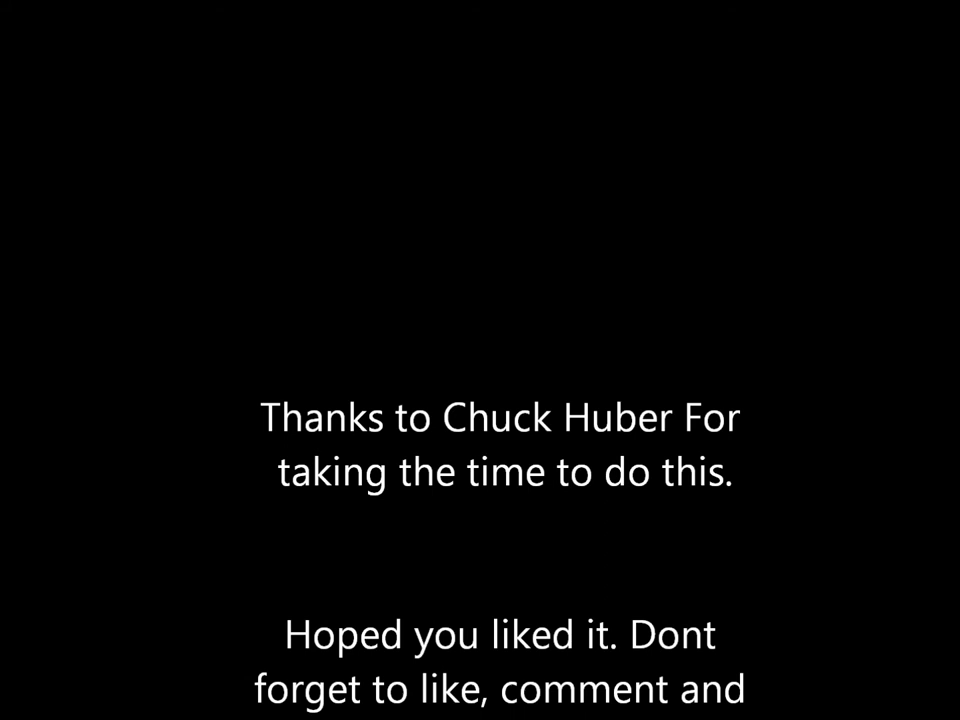 Thanks to Chuck Huber For
taking the time to do this.
Hoped you liked it. Dont
forget to like, comment and